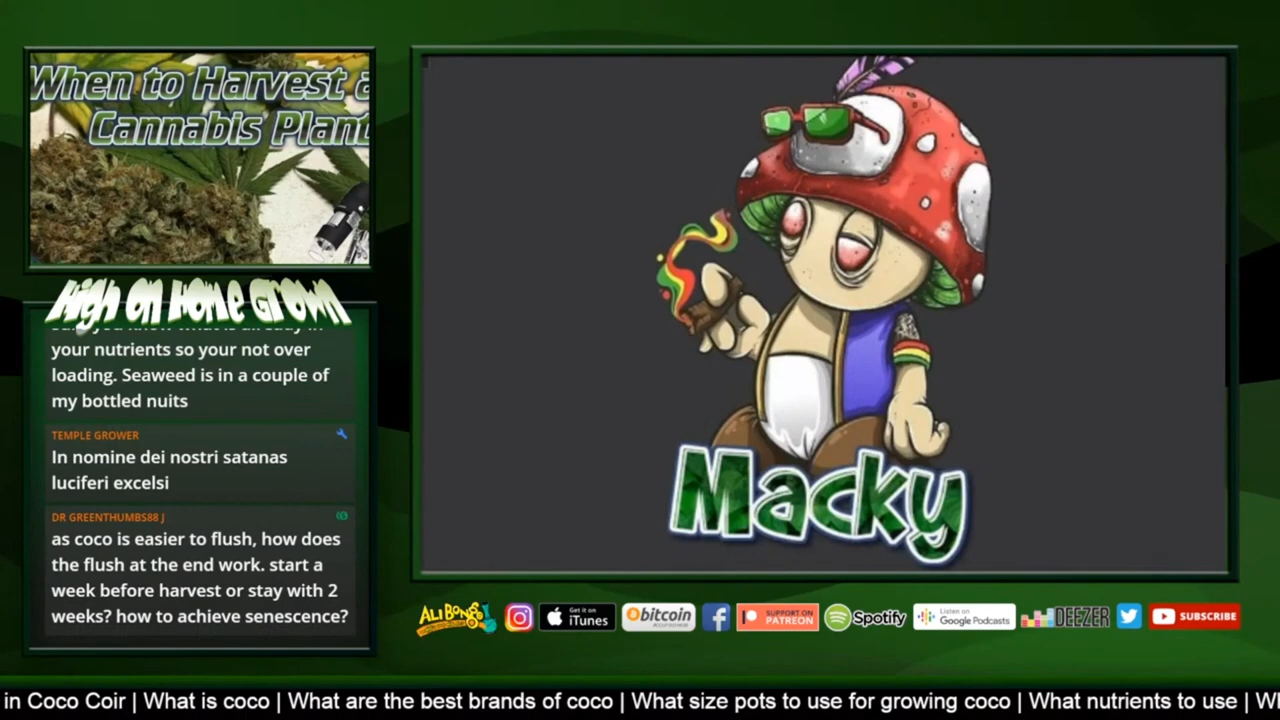 When to Harvest a
Cannabis Plant
High on Home Grown
your nutrients so your not over
loading. Seaweed is in a couple of
my bottled nuits
TEMPLE GROWER
In nomine dei nostri satanas
luciferi excelsi
DR GREENTHUMBS88 J
as coco is easier to flush, how does
the flush at the end work. start a
week before harvest or stay with 2
weeks? how to achieve senescence?
Macky
ALI BONGO
Get it on
iTunes
bitcoin
SUPPORT ON
PATREON
Spotify
Listen on
Google Podcasts
DEEZER
SUBSCRIBE
in Coco Coir | What is coco | What are the best brands of coco | What size pots to use for growing coco | What nutrients to use |